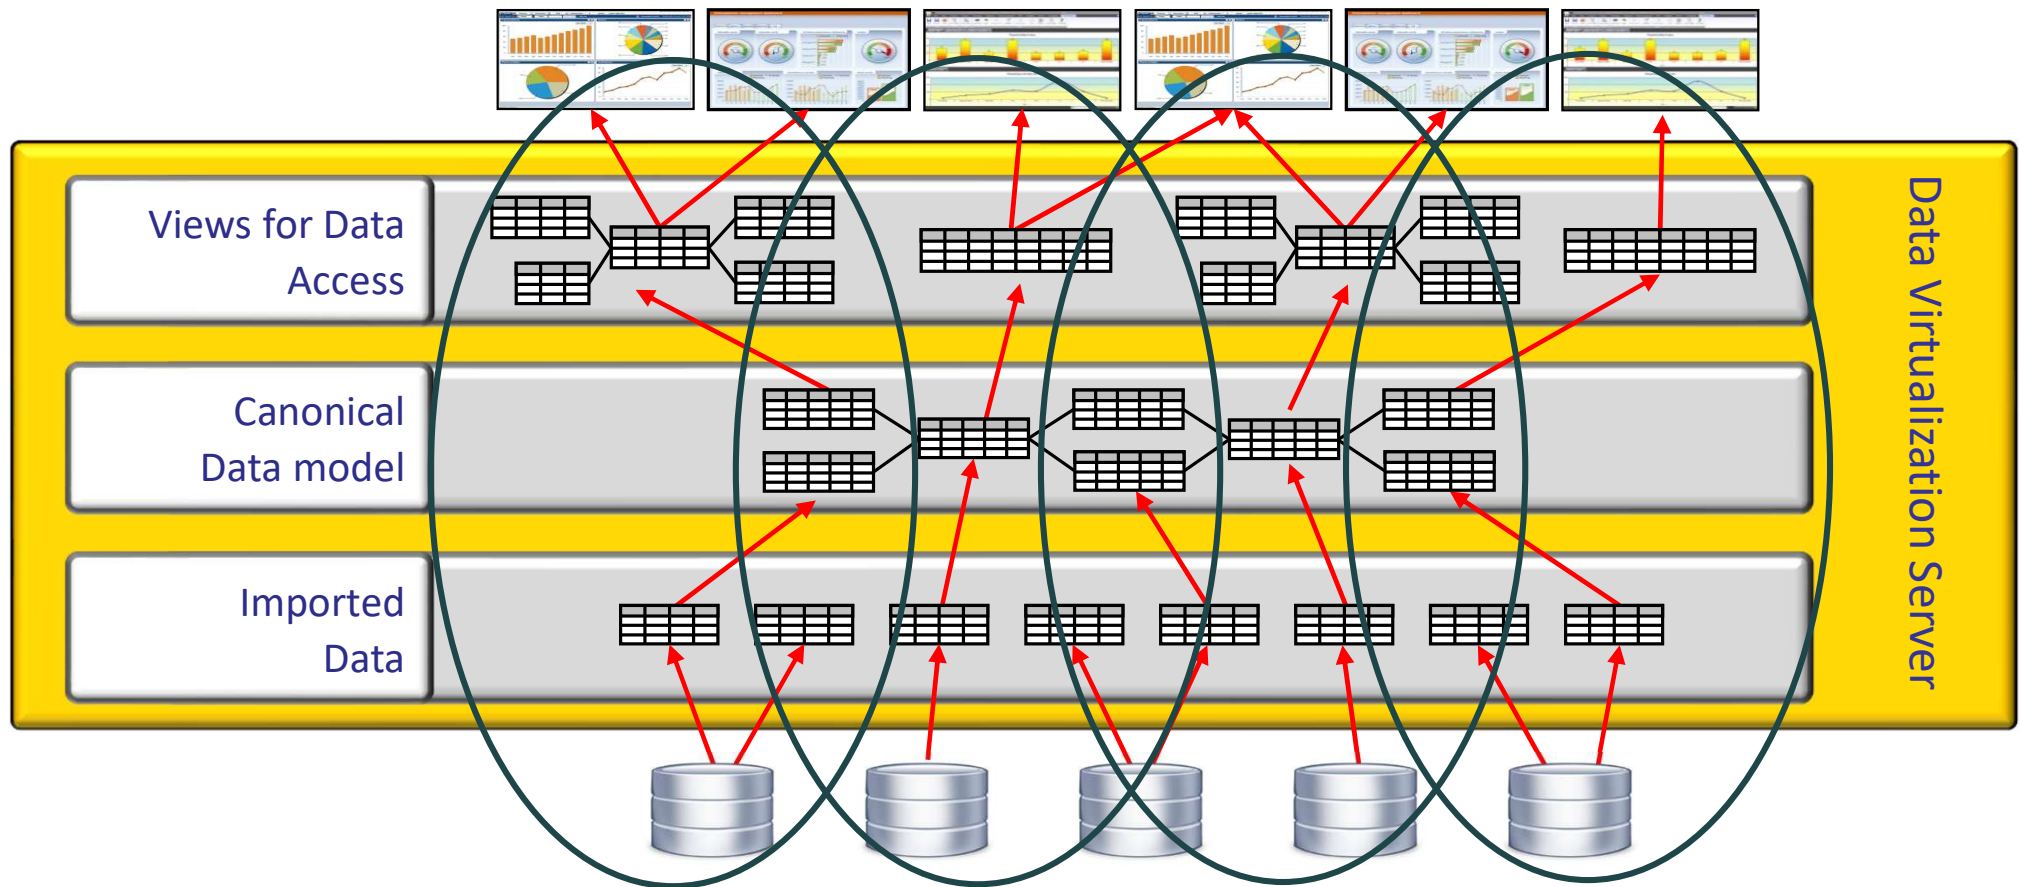 Views for Data
Access
Canonical
Data model
Imported
Data
Data Virtualization Server